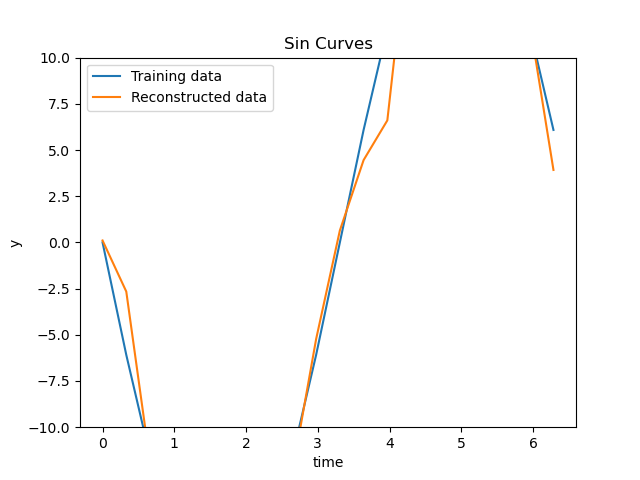 Sin Curves
Training data
Reconstructed data
10.0
7.5
5.0
2.5
0.0
−2.5
−5.0
−7.5
−10.0
y
0 1 2 3 4 5 6
time